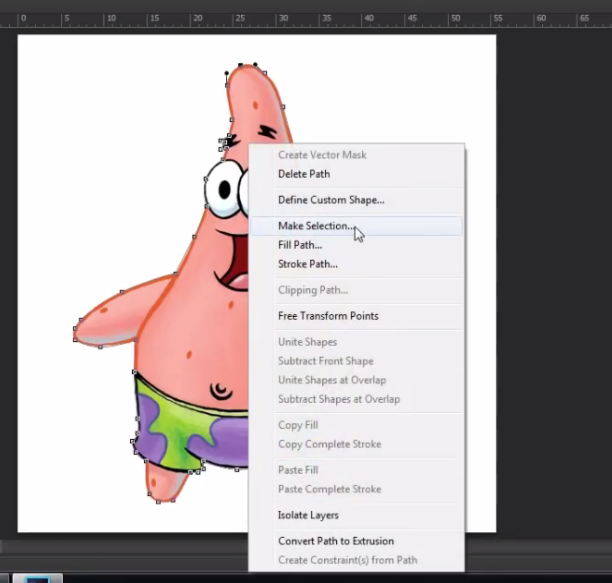 0 5 10 15 20 25 30 35 40 45 50 55 60 65
Create Vector Mask
Delete Path
Define Custom Shape...
Make Selection...
Fill Path...
Stroke Path...
Clipping Path...
Free Transform Points
Unite Shapes
Subtract Front Shape
Unite Shapes at Overlap
Subtract Shapes at Overlap
Copy Fill
Copy Complete Stroke
Paste Fill
Paste Complete Stroke
Isolate Layers
Convert Path to Extrusion
Create Constraint(s) from Path